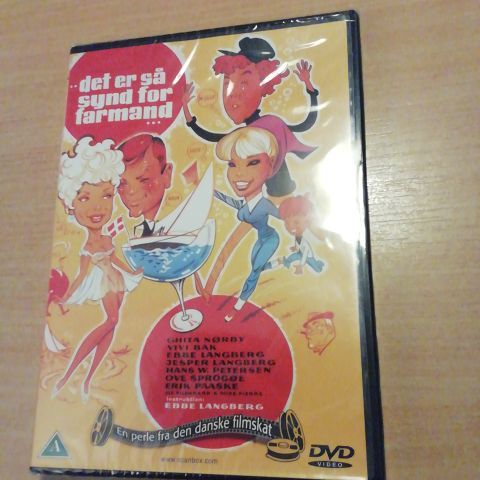 ..det er så
synd for
farmand...
GHITA NØRBY
VIVI BAK
EBBE LANGBERG
JESPER LANGBERG
HANS W. PETERSEN
OVE SPROGØE
ERIK PAASKE
Instruktion:
EBBE LANGBERG
En perle fra den danske filmskat
A
DVD
VIDEO